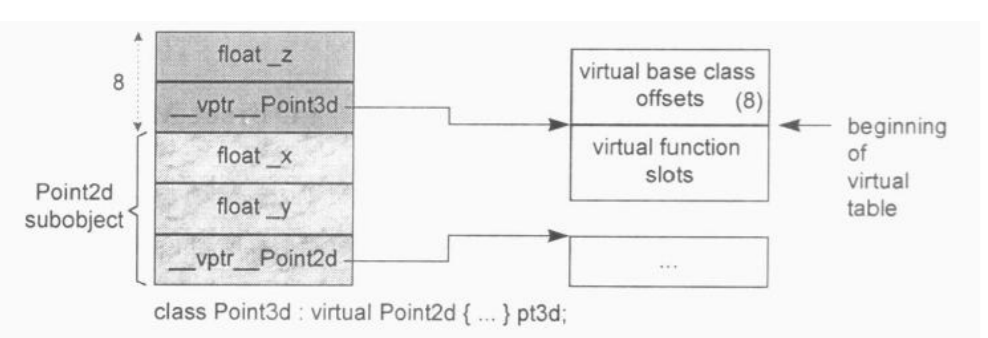 float _z
8
__vptr__Point3d
float _x
Point2d
subobject
float _y
__vptr__Point2d
virtual base class
offsets (8)
virtual function
slots
beginning
of
virtual
table
...
class Point3d : virtual Point2d { ... } pt3d;